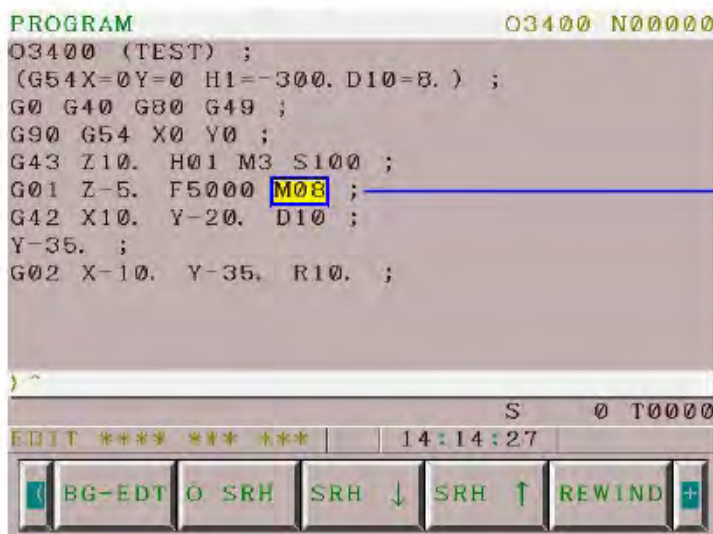 PROGRAM O3400 N00000
O3400 (TEST) ;
(G54X=0Y=0 H1=-300. D10=8. ) ;
G0 G40 G80 G49 ;
G90 G54 X0 Y0 ;
G43 Z10. H01 M3 S100 ;
G01 Z-5. F5000 M08 ;
G42 X10. Y-20. D10 ;
Y-35. ;
G02 X-10. Y-35. R10. ;
) ^
S 0 T0000
EDIT **** *** *** 14:14:27
( BG-EDT O SRH SRH ↓ SRH ↑ REWIND +